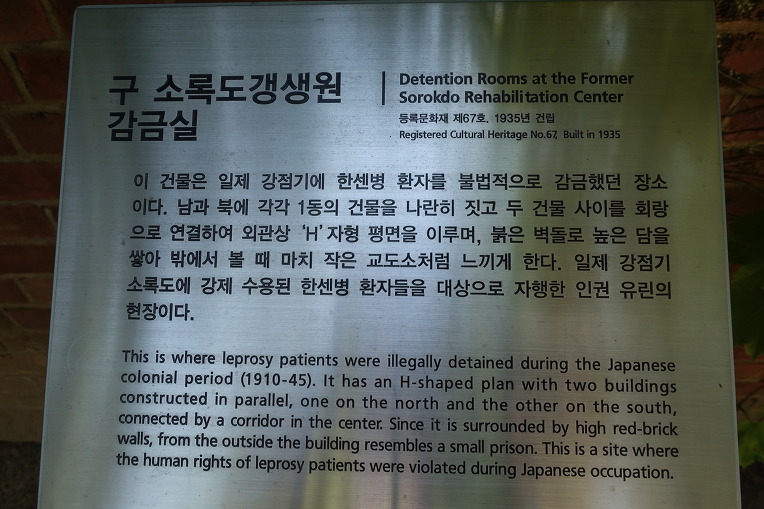 구 소록도갱생원
감금실
Detention Rooms at the Former
Sorokdo Rehabilitation Center
등록문화재 제67호. 1935년 건립
Registered Cultural Heritage No.67, Built in 1935
이 건물은 일제 강점기에 한센병 환자를 불법적으로 감금했던 장소
이다. 남과 북에 각각 1동의 건물을 나란히 짓고 두 건물 사이를 회랑
으로 연결하여 외관상 ‘H’자형 평면을 이루며, 붉은 벽돌로 높은 담을
쌓아 밖에서 볼 때 마치 작은 교도소처럼 느끼게 한다. 일제 강점기
소록도에 강제 수용된 한센병 환자들을 대상으로 자행한 인권 유린의
현장이다.
This is where leprosy patients were illegally detained during the Japanese
colonial period (1910-45). It has an H-shaped plan with two buildings
constructed in parallel, one on the north and the other on the south,
connected by a corridor in the center. Since it is surrounded by high red-brick
walls, from the outside the building resembles a small prison. This is a site where
the human rights of leprosy patients were violated during Japanese occupation.